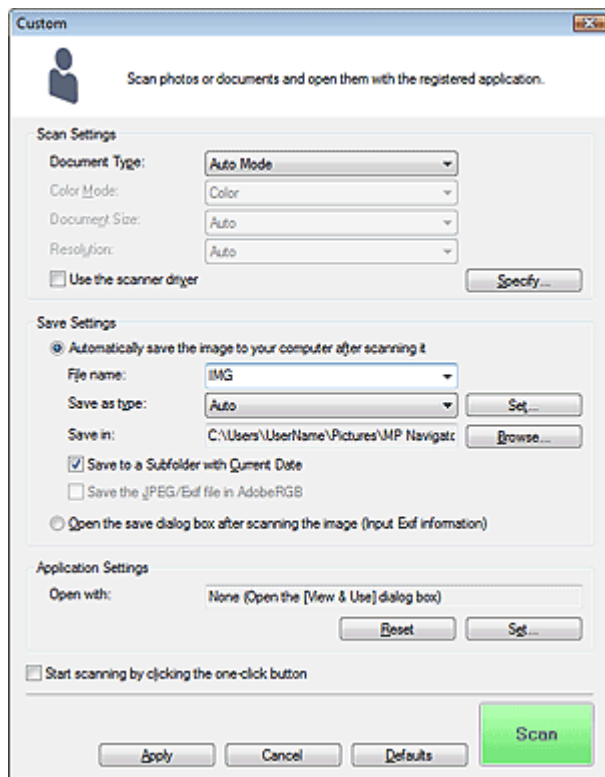 Custom
Scan photos or documents and open them with the registered application.
Scan Settings
Document Type: Auto Mode
Color Mode: Color
Document Size: Auto
Resolution: Auto
Use the scanner driver Specify...
Save Settings
Automatically save the image to your computer after scanning it
File name: IMG
Save as type: Auto Set...
Save in: C:\Users\UserName\Pictures\MP Navigatc Browse...
Save to a Subfolder with Current Date
Save the JPEG/Exif file in AdobeRGB
Open the save dialog box after scanning the image (Input Exif information)
Application Settings
Open with: None (Open the [View & Use] dialog box)
Reset Set...
Start scanning by clicking the one-click button
Scan
Apply Cancel Defaults